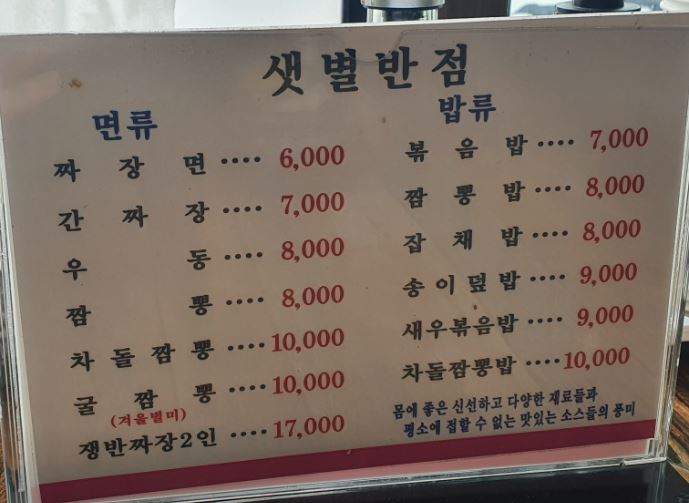 샛별반점
면류
짜장면 ···· 6,000
간짜장 ···· 7,000
우동 ···· 8,000
짬뽕 ···· 8,000
차돌짬뽕 ···· 10,000
굴짬뽕 ···· 10,000
(겨울별미)
쟁반짜장2인 ···· 17,000
밥류
볶음밥 ···· 7,000
짬뽕밥 ···· 8,000
잡채밥 ···· 8,000
송이덮밥 ···· 9,000
새우볶음밥 ···· 9,000
차돌짬뽕밥 ···· 10,000
몸에 좋은 신선하고 다양한 재료들과
평소에 접할 수 없는 맛있는 소스들의 풍미